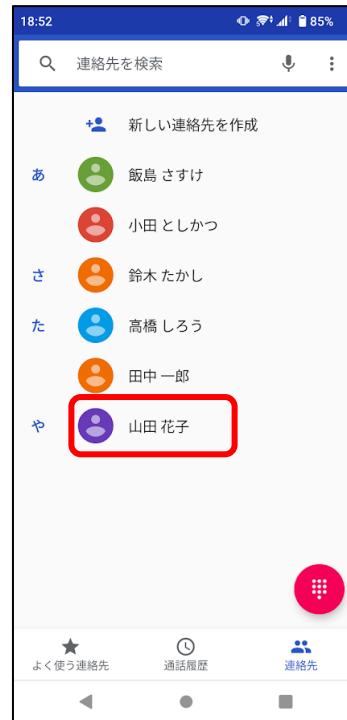 18:52
85%
連絡先を検索
新しい連絡先を作成
あ
飯島 さすけ
小田 としかつ
さ
鈴木 たかし
た
高橋 しろう
田中 一郎
や
山田 花子
よく使う連絡先
通話履歴
連絡先